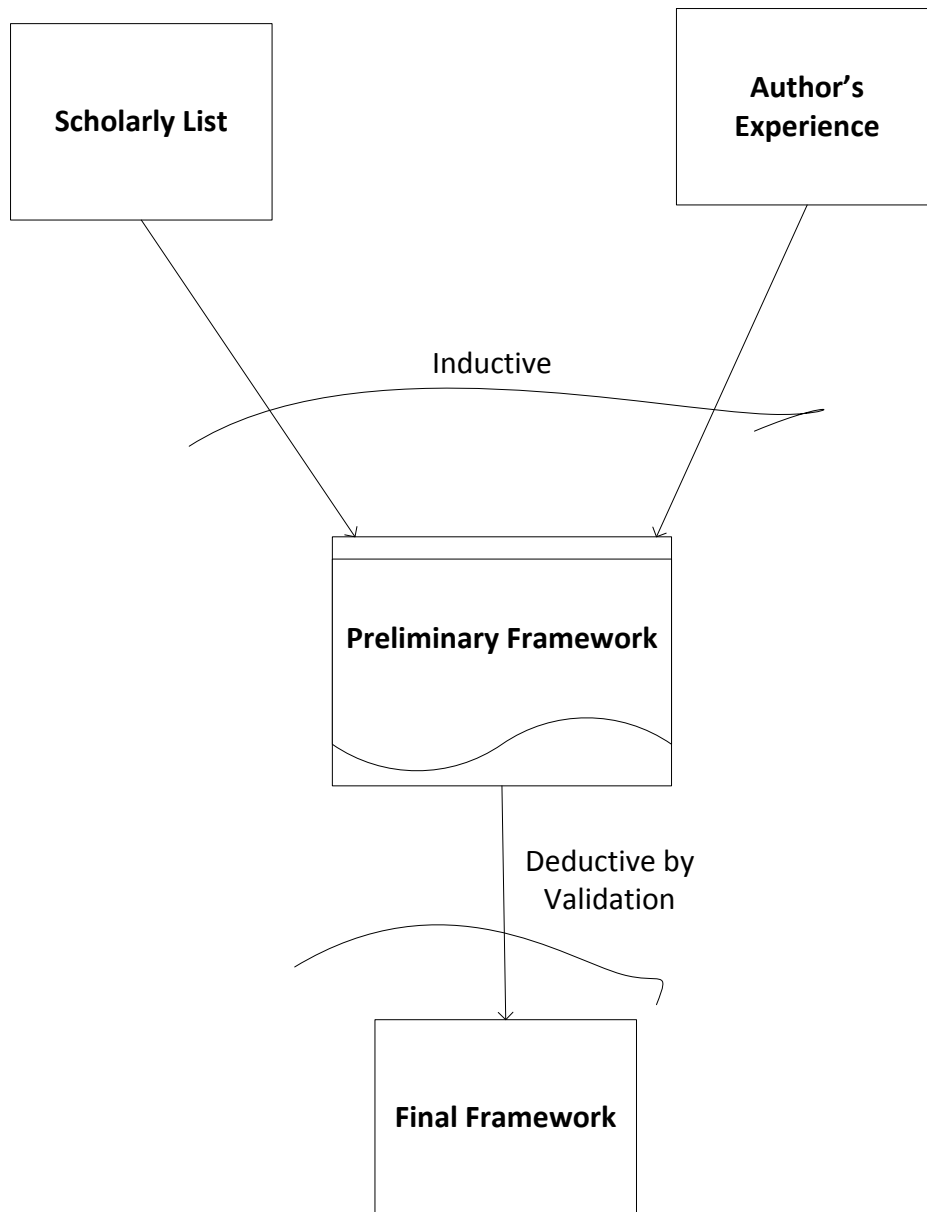 Scholarly List
Author’s
Experience
Inductive
Preliminary Framework
Deductive by
Validation
Final Framework